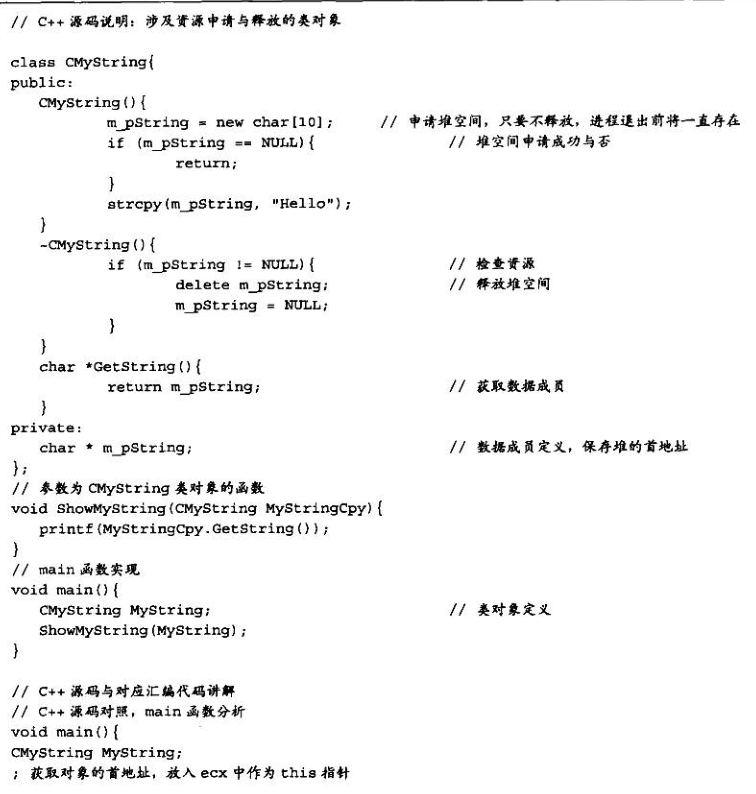 // C++ 源码说明：涉及资源申请与释放的类对象
class CMyString{
public:
CMyString(){
m_pString = new char[10]; // 申请堆空间，只要不释放，进程退出前将一直存在
if (m_pString == NULL){ // 堆空间申请成功与否
return;
}
strcpy(m_pString, "Hello");
}
~CMyString(){
if (m_pString != NULL){ // 检查资源
delete m_pString; // 释放堆空间
m_pString = NULL;
}
}
char *GetString(){
return m_pString; // 获取数据成员
}
private:
char * m_pString; // 数据成员定义，保存堆的首地址
};
// 参数为 CMyString 类对象的函数
void ShowMyString(CMyString MyStringCpy){
printf(MyStringCpy.GetString());
}
// main 函数实现
void main(){
CMyString MyString; // 类对象定义
ShowMyString(MyString);
}
// C++ 源码与对应汇编代码讲解
// C++ 源码对照，main 函数分析
void main(){
CMyString MyString;
; 获取对象的首地址，放入 ecx 中作为 this 指针